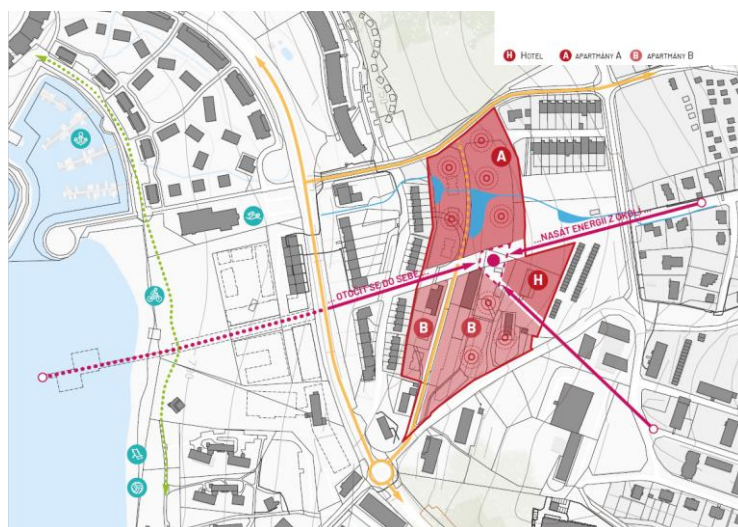 H HOTEL A APARTMÁNY A B APARTMÁNY B
A
...NASÁT ENERGII Z OKOLÍ...
...OTOČIT SE DO SEBE...
H
B
B